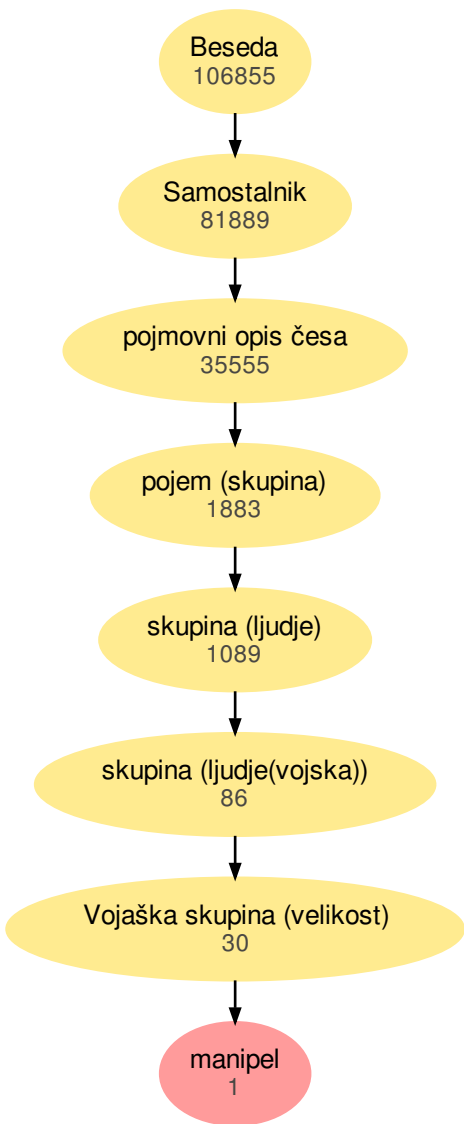 Beseda
106855
Samostalnik
81889
pojmovni opis česa
35555
pojem (skupina)
1883
skupina (ljudje)
1089
skupina (ljudje(vojska))
86
Vojaška skupina (velikost)
30
manipel
1